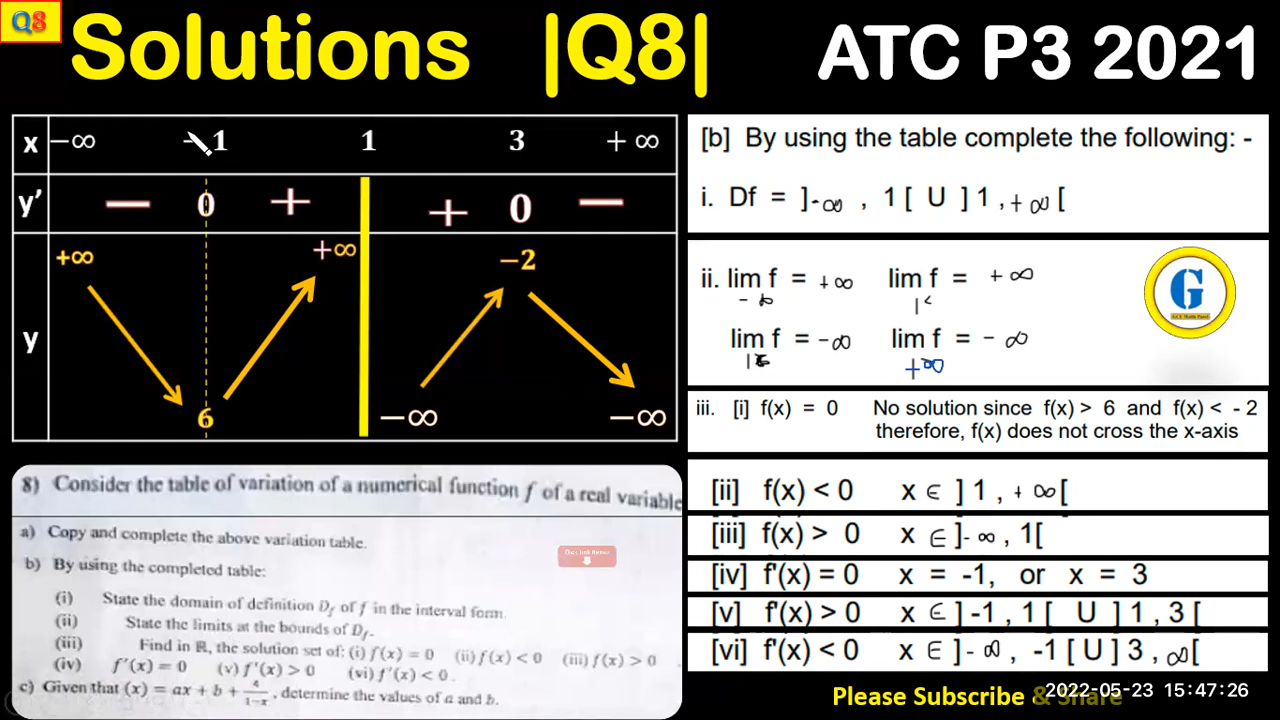 Q8
Solutions |Q8| ATC P3 2021
x −∞ −1 1 3 +∞
y' − 0 + + 0 −
+∞ +∞ −2
y
6 −∞ −∞
[b] By using the table complete the following: -
i. Df = ]-∞ , 1 [ U ] 1 , +∞ [
ii. lim f = +∞ lim f = +∞
1<
lim f = -∞ lim f = - ∞
+∞
G
iii. [i] f(x) = 0 No solution since f(x) > 6 and f(x) < - 2
therefore, f(x) does not cross the x-axis
[ii] f(x) < 0 x ∈ ] 1 , + ∞ [
[iii] f(x) > 0 x ∈ ]- ∞ , 1[
[iv] f'(x) = 0 x = -1, or x = 3
[v] f'(x) > 0 x ∈ ] -1 , 1 [ U ] 1 , 3 [
[vi] f'(x) < 0 x ∈ ]- ∞ , -1 [ U ] 3 , ∞ [
8) Consider the table of variation of a numerical function f of a real variable
a) Copy and complete the above variation table.
b) By using the completed table:
(i) State the domain of definition Df of f in the interval form.
(ii) State the limits at the bounds of Df.
(iii) Find in ℝ, the solution set of: (i) f(x) = 0 (ii) f(x) < 0 (iii) f(x) > 0
(iv) f'(x) = 0 (v) f'(x) > 0 (vi) f'(x) < 0.
c) Given that (x) = ax + b + 4/1−x, determine the values of a and b.
Please Subscribe & Share
2022-05-23 15:47:26